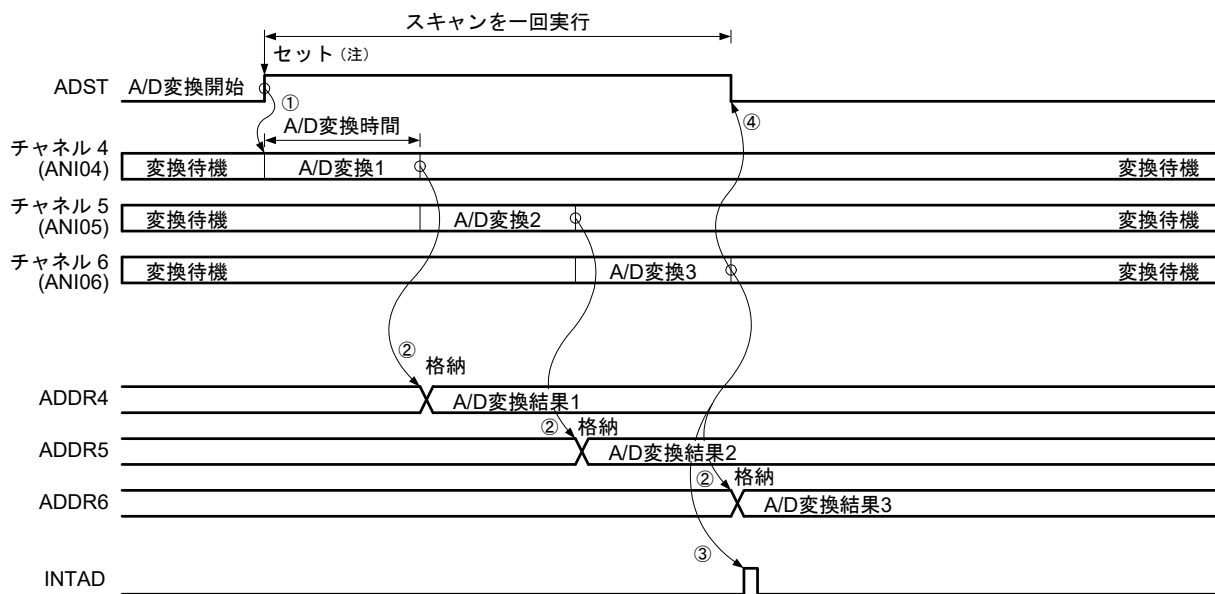 スキャンを一回実行
セット（注）
ADST A/D変換開始
①
A/D変換時間
④
チャネル 4
(ANI04)
変換待機 A/D変換1 変換待機
チャネル 5
(ANI05)
変換待機 A/D変換2 変換待機
チャネル 6
(ANI06)
変換待機 A/D変換3 変換待機
② 格納
ADDR4 A/D変換結果1
② 格納
ADDR5 A/D変換結果2
② 格納
ADDR6 A/D変換結果3
③
INTAD